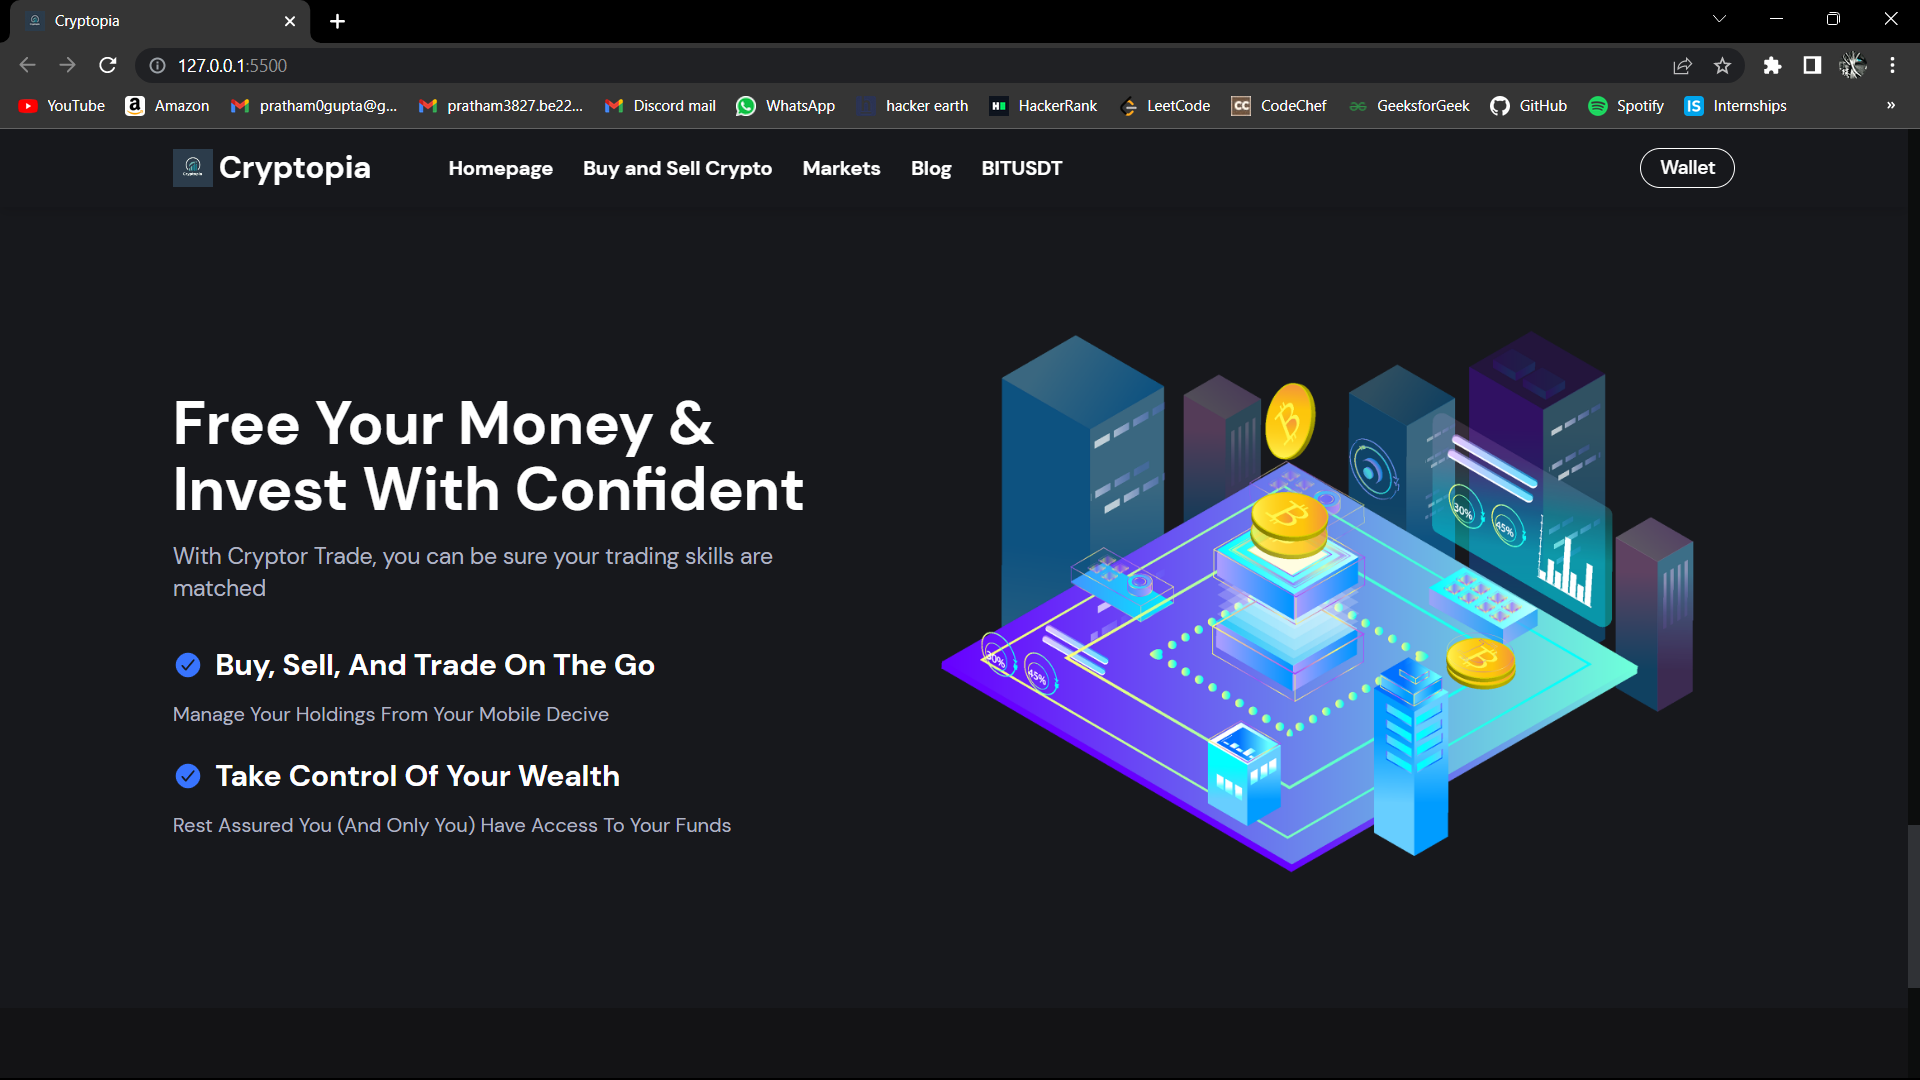 Cryptopia
127.0.0.1:5500
YouTube
Amazon
pratham0gupta@g...
pratham3827.be22...
Discord mail
WhatsApp
hacker earth
HackerRank
LeetCode
CodeChef
GeeksforGeek
GitHub
Spotify
Internships
»
Cryptopia
Homepage
Buy and Sell Crypto
Markets
Blog
BITUSDT
Wallet
Free Your Money &
Invest With Confident
With Cryptor Trade, you can be sure your trading skills are
matched
Buy, Sell, And Trade On The Go
Manage Your Holdings From Your Mobile Decive
Take Control Of Your Wealth
Rest Assured You (And Only You) Have Access To Your Funds
30%
45%
30%
45%